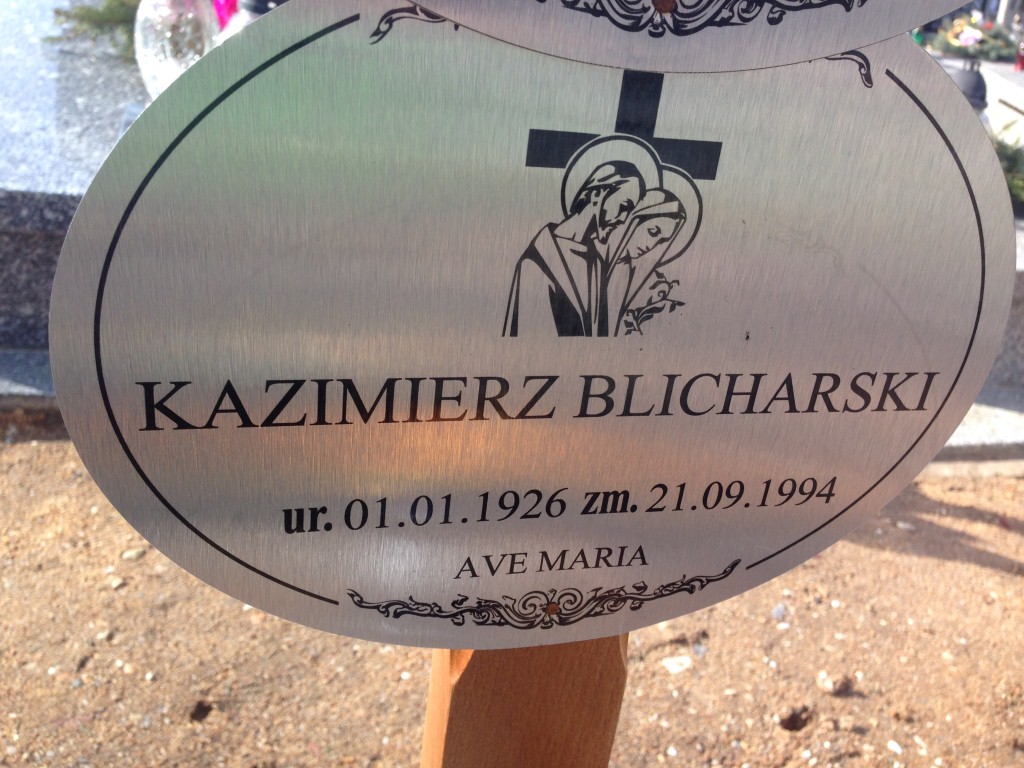 KAZIMIERZ BLICHARSKI
ur. 01.01.1926 zm. 21.09.1994
AVE MARIA